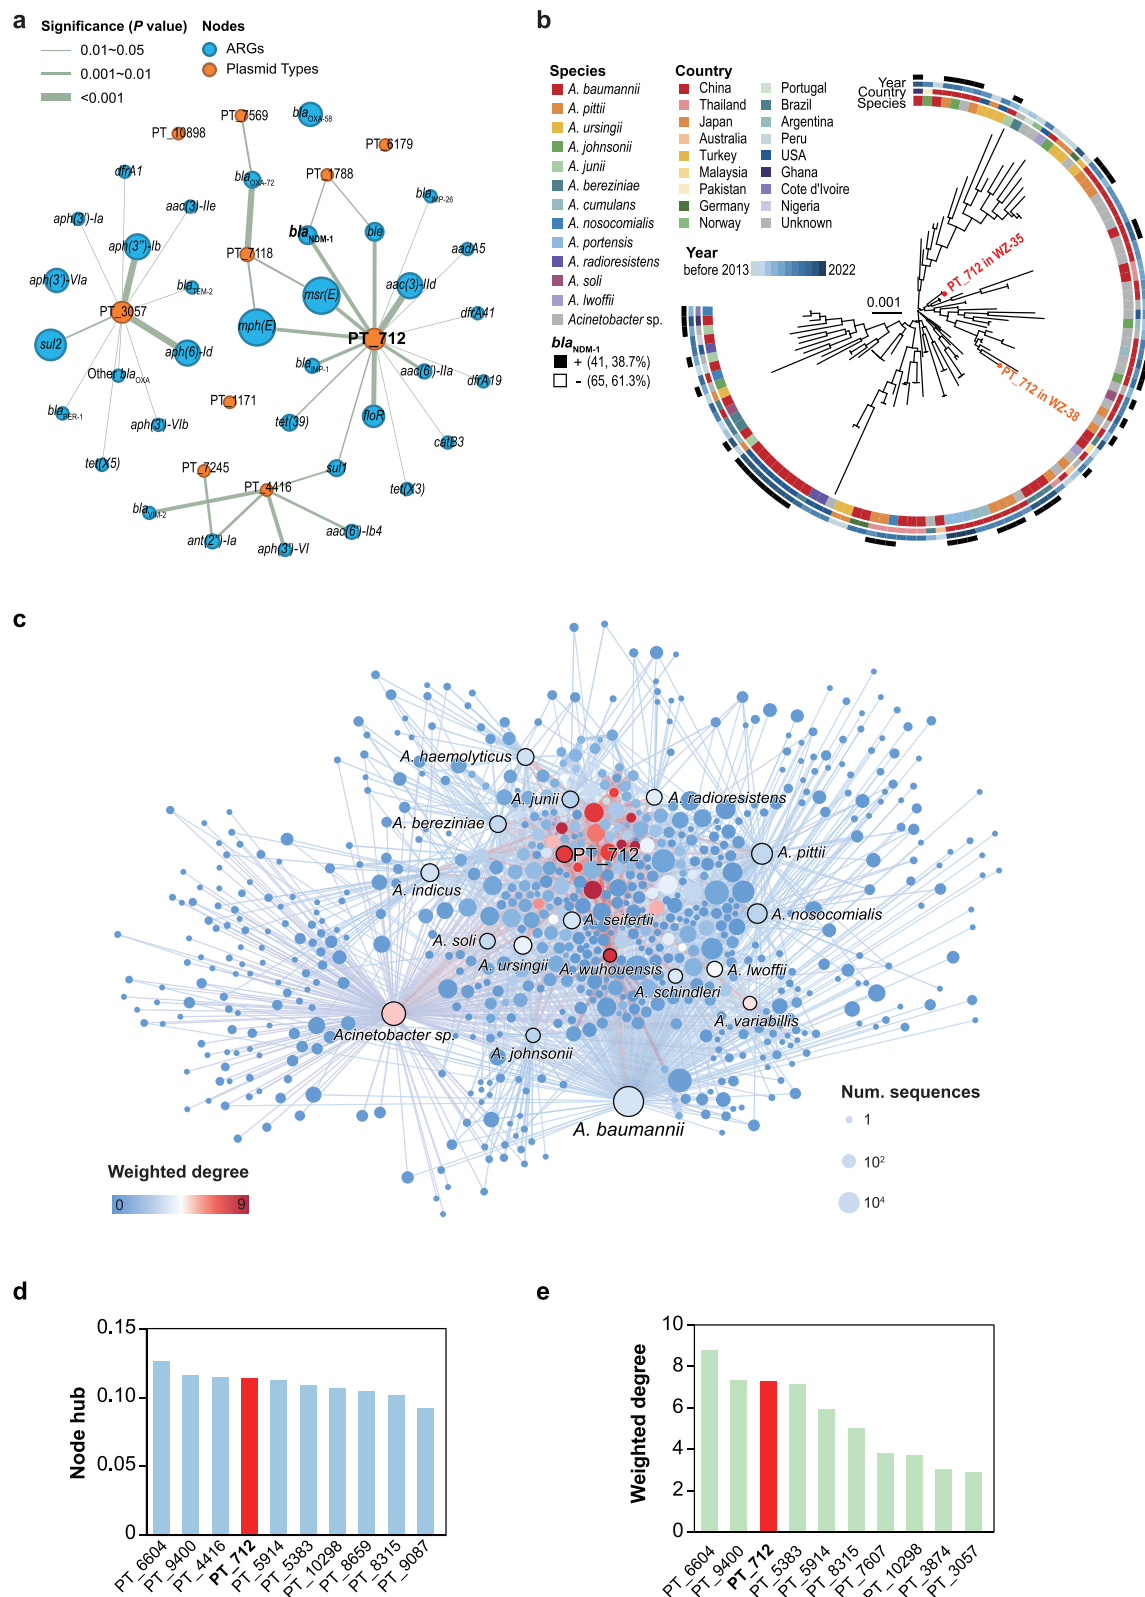 a
Significance (P value)
0.01~0.05
0.001~0.01
<0.001
Nodes
ARGs
Plasmid Types
PT_7569
blaOXA-58
PT_10898
PT_6179
dfrA1
blaOXA-72
PT_1788
blaIMP-26
aph(3')-Ia
aac(3)-IIe
blaNDM-1
ble
aph(3'')-Ib
PT_7118
aadA5
aph(3')-VIa
blaTEM-2
msr(E)
aac(3)-IId
PT_3057
mph(E)
dfrA41
sul2
aph(6)-Id
PT_712
Other blaOXA
blaIMP-1
aac(6')-IIa
dfrA19
blaPER-1
PT_1171
aph(3')-VIb
tet(39)
floR
catB3
tet(X5)
PT_7245
sul1
PT_4416
tet(X3)
blaVIM-2
ant(2'')-Ia
aph(3')-VI
aac(6')-Ib4
b
Species
A. baumannii
A. pittii
A. ursingii
A. johnsonii
A. junii
A. bereziniae
A. cumulans
A. nosocomialis
A. portensis
A. radioresistens
A. soli
A. lwoffii
Acinetobacter sp.
Country
China
Thailand
Japan
Australia
Turkey
Malaysia
Pakistan
Germany
Norway
Portugal
Brazil
Argentina
Peru
USA
Ghana
Cote d'Ivoire
Nigeria
Unknown
Year
before 2013
2022
blaNDM-1
+ (41, 38.7%)
- (65, 61.3%)
Year
Country
Species
0.001
PT_712 in WZ-35
PT_712 in WZ-38
c
A. haemolyticus
A. junii
A. radioresistens
A. bereziniae
PT_712
A. pittii
A. indicus
A. seifertii
A. nosocomialis
A. soli
A. ursingii
A. wuhouensis
A. lwoffii
A. schindleri
A. variabillis
Acinetobacter sp.
A. johnsonii
A. baumannii
Num. sequences
1
10²
10⁴
Weighted degree
0
9
d
Node hub
0.15
0.10
0.05
0
PT_6604
PT_9400
PT_4416
PT_712
PT_5914
PT_5383
PT_10298
PT_8659
PT_8315
PT_9087
e
Weighted degree
10
8
6
4
2
0
PT_6604
PT_9400
PT_712
PT_5383
PT_5914
PT_8315
PT_7607
PT_10298
PT_3874
PT_3057